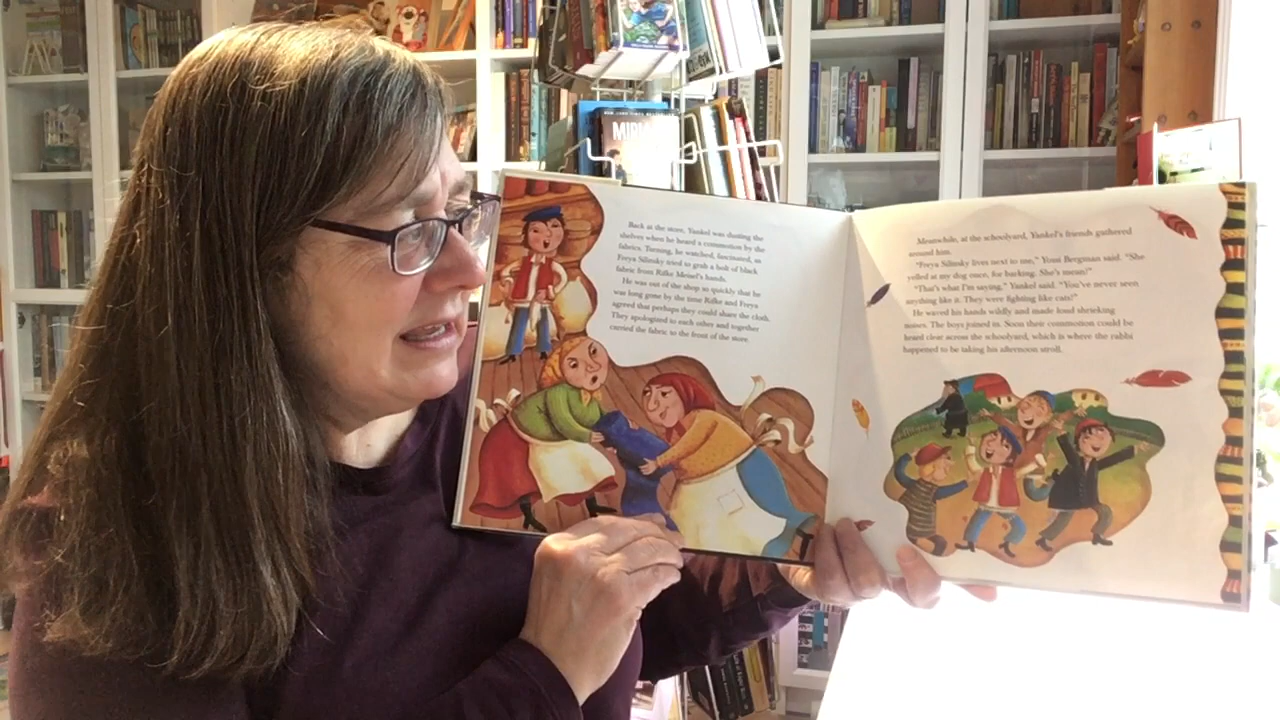 Back at the store, Yankel was dusting the
shelves when he heard a commotion by the
fabrics. Turning, he watched, fascinated, as
Freya Silinsky tried to grab a bolt of black
fabric from Rifke Meisel's hands.
He was out of the shop so quickly that he
was long gone by the time Rifke and Freya
agreed that perhaps they could share the cloth.
They apologized to each other and together
carried the fabric to the front of the store.
Meanwhile, at the schoolyard, Yankel's friends gathered
around him.
"Freya Silinsky lives next to me," Yossi Bergman said. "She
yelled at my dog once, for barking. She's mean!"
"That's what I'm saying," Yankel said. "You've never seen
anything like it. They were fighting like cats!"
He waved his hands wildly and made loud shrieking
noises. The boys joined in. Soon their commotion could be
heard clear across the schoolyard, which is where the rabbi
happened to be taking his afternoon stroll.